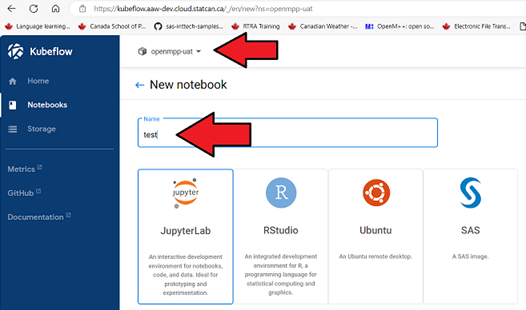 https://kubeflow.aaw-dev.cloud.statcan.ca/_/en/new?ns=openmpp-uat
Language learning...
Canada School of P...
sas-inttech-samples...
RTRA Training
Canadian Weather -...
OpenM++: open so...
Electronic File Trans...
Kubeflow
openmpp-uat
Home
Notebooks
Storage
Metrics
GitHub
Documentation
New notebook
Name
test
jupyter
JupyterLab
An interactive development
environment for notebooks,
code, and data. Ideal for
prototyping and
experimentation.
R
RStudio
An integrated development
environment for R, a
programming language for
statistical computing and
graphics.
Ubuntu
An Ubuntu remote desktop.
SAS
A SAS image.